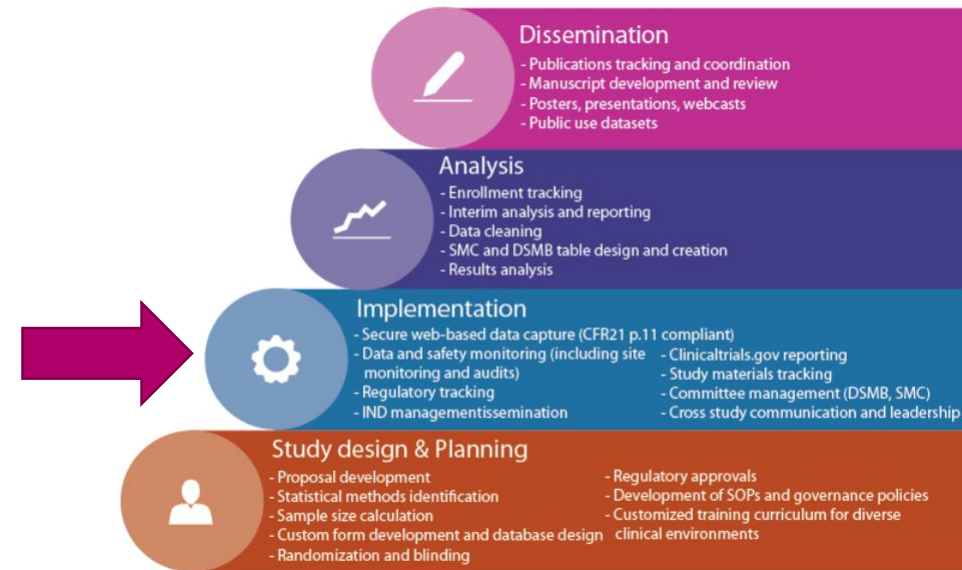 Dissemination
- Publications tracking and coordination
- Manuscript development and review
- Posters, presentations, webcasts
- Public use datasets
Analysis
- Enrollment tracking
- Interim analysis and reporting
- Data cleaning
- SMC and DSMB table design and creation
- Results analysis
Implementation
- Secure web-based data capture (CFR21 p.11 compliant)
- Data and safety monitoring (including site
monitoring and audits)
- Regulatory tracking
- IND managementissemination
- Clinicaltrials.gov reporting
- Study materials tracking
- Committee management (DSMB, SMC)
- Cross study communication and leadership
Study design & Planning
- Proposal development
- Statistical methods identification
- Sample size calculation
- Custom form development and database design
- Randomization and blinding
- Regulatory approvals
- Development of SOPs and governance policies
- Customized training curriculum for diverse
clinical environments